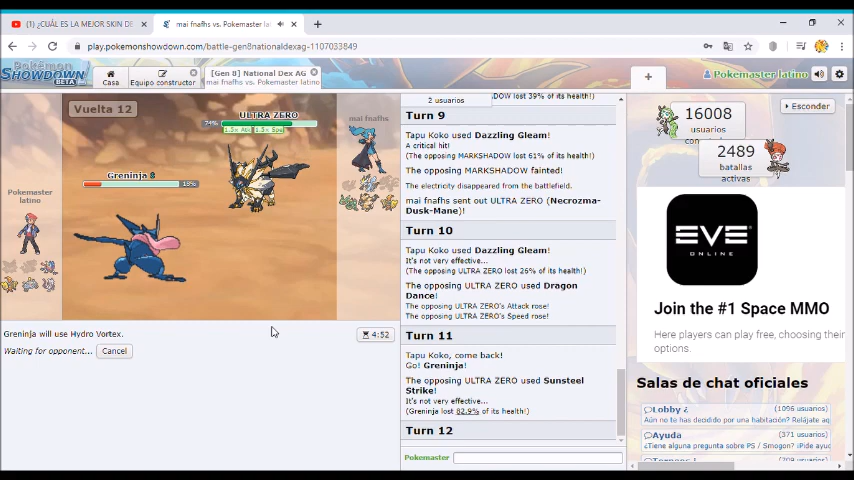 (1) ¿CUÁL ES LA MEJOR SKIN DE
mai fnafhs vs. Pokemaster lat
play.pokemonshowdown.com/battle-gen8nationaldexag-1107033849
Pokémon
SHOWDOWN
BETA
Casa
Equipo constructor
[Gen 8] National Dex AG
mai fnafhs vs. Pokemaster latino
+
Pokemaster latino
Vuelta 12
ULTRA ZERO
74%
1.5× Atk
1.5× Spe
Greninja
18%
Pokemaster
latino
mai fnafhs
Greninja will use Hydro Vortex.
4:52
Waiting for opponent...
Cancel
2 usuarios
DOW lost 39% of its health!)
Turn 9
Tapu Koko used Dazzling Gleam!
A critical hit!
(The opposing MARKSHADOW lost 61% of its health!)
The opposing MARKSHADOW fainted!
The electricity disappeared from the battlefield.
mai fnafhs sent out ULTRA ZERO (Necrozma-
Dusk-Mane)!
Turn 10
Tapu Koko used Dazzling Gleam!
It's not very effective...
(The opposing ULTRA ZERO lost 26% of its health!)
The opposing ULTRA ZERO used Dragon
Dance!
The opposing ULTRA ZERO's Attack rose!
The opposing ULTRA ZERO's Speed rose!
Turn 11
Tapu Koko, come back!
Go! Greninja!
The opposing ULTRA ZERO used Sunsteel
Strike!
It's not very effective...
(Greninja lost 82.9% of its health!)
Turn 12
Pokemaster
16008
usuarios
2489
batallas
activas
Esconder
EVE
ONLINE
Join the #1 Space MMO
Here players can play free, choosing their
options.
Salas de chat oficiales
Lobby ¿
(1096 usuarios)
Aún no te has decidido por una habitación? Relájate aq
Ayuda
(371 usuarios)
¿Tiene alguna pregunta sobre PS / Smogon? ¡Pide ayud